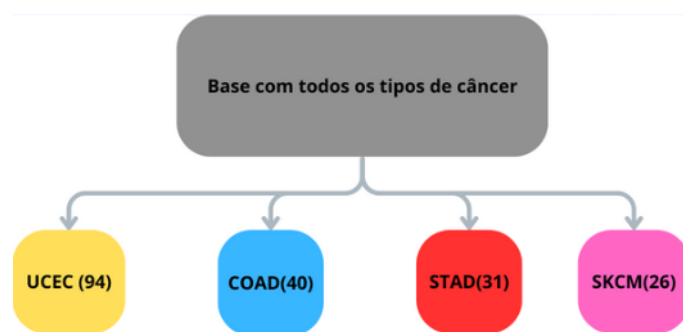 Base com todos os tipos de câncer
UCEC (94)
COAD(40)
STAD(31)
SKCM(26)